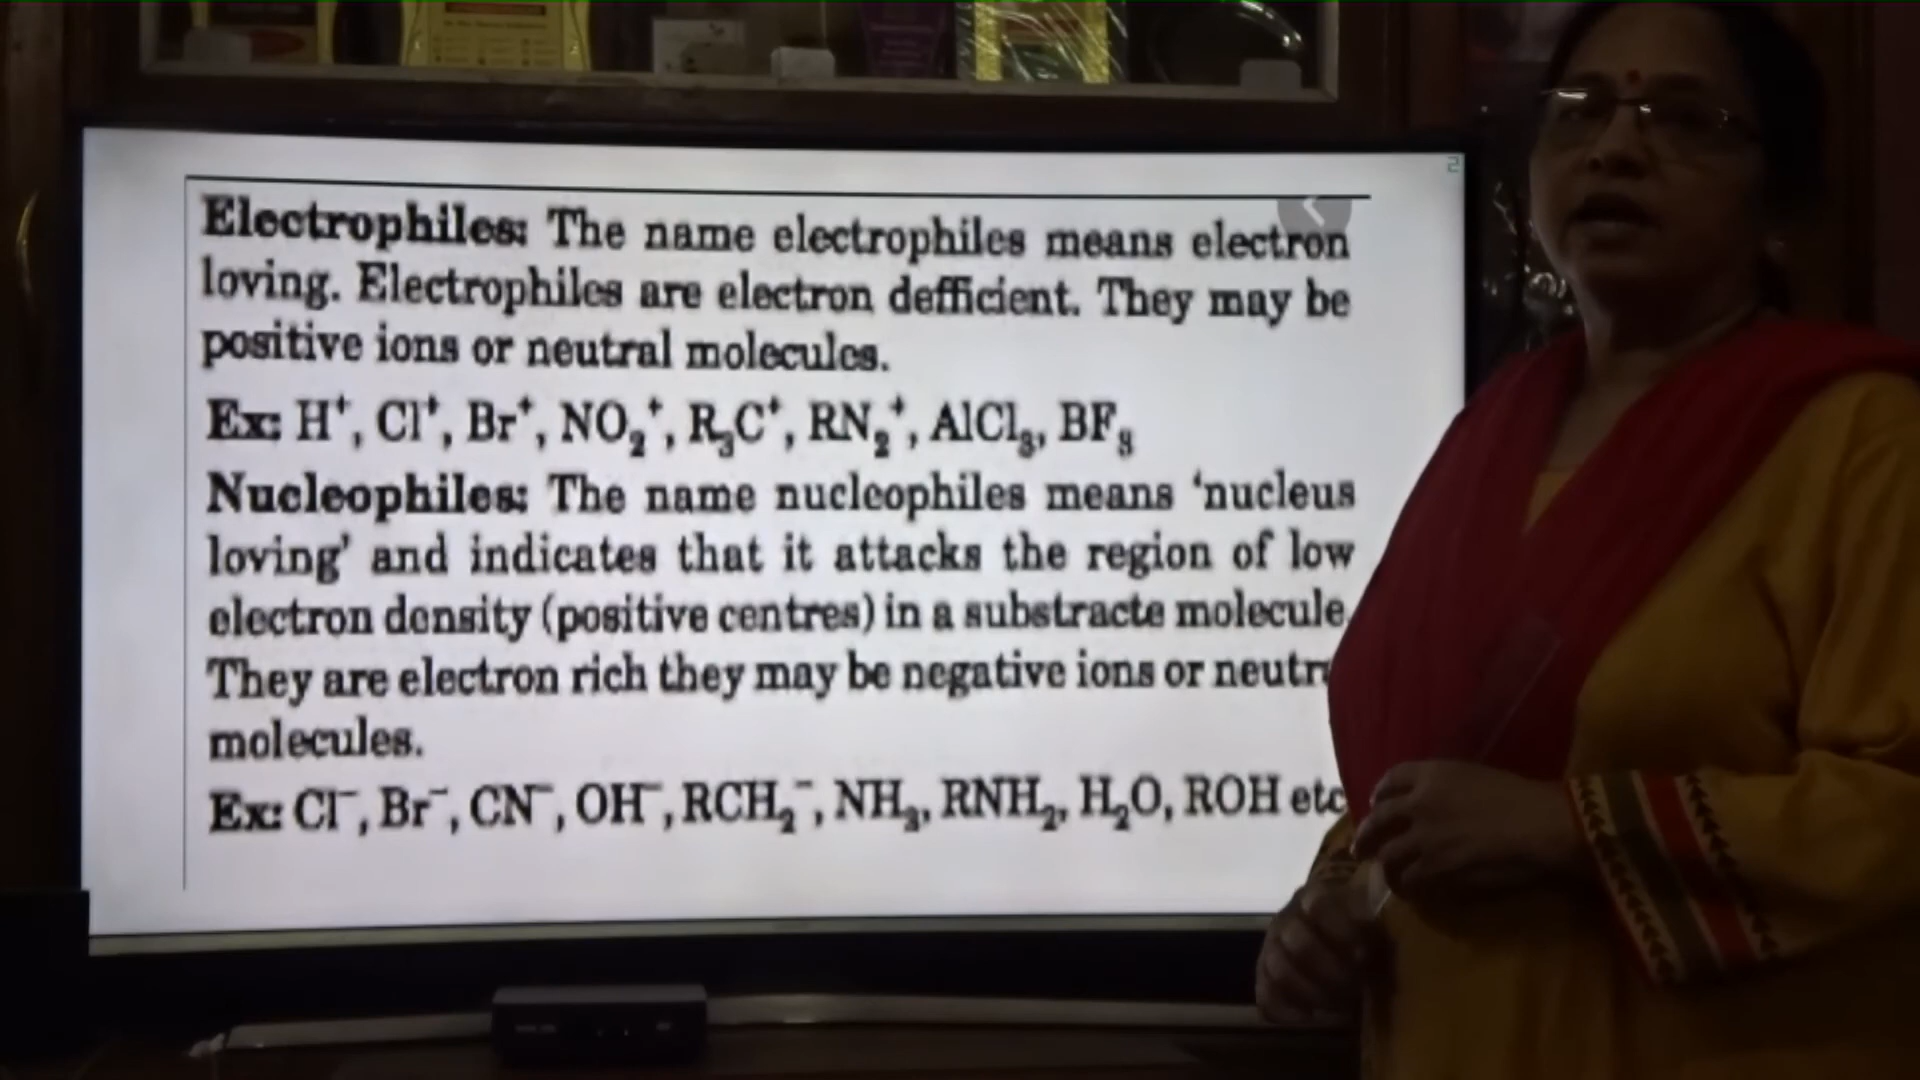 2
Electrophiles: The name electrophiles means electron
loving. Electrophiles are electron defficient. They may be
positive ions or neutral molecules.
Ex: H⁺, Cl⁺, Br⁺, NO₂⁺, R₃C⁺, RN₂⁺, AlCl₃, BF₃
Nucleophiles: The name nucleophiles means ‘nucleus
loving’ and indicates that it attacks the region of low
electron density (positive centres) in a substracte molecule
They are electron rich they may be negative ions or
molecules.
Ex: Cl⁻, Br⁻, CN⁻, OH⁻, RCH₂⁻, NH₃, RNH₂, H₂O, ROH etc